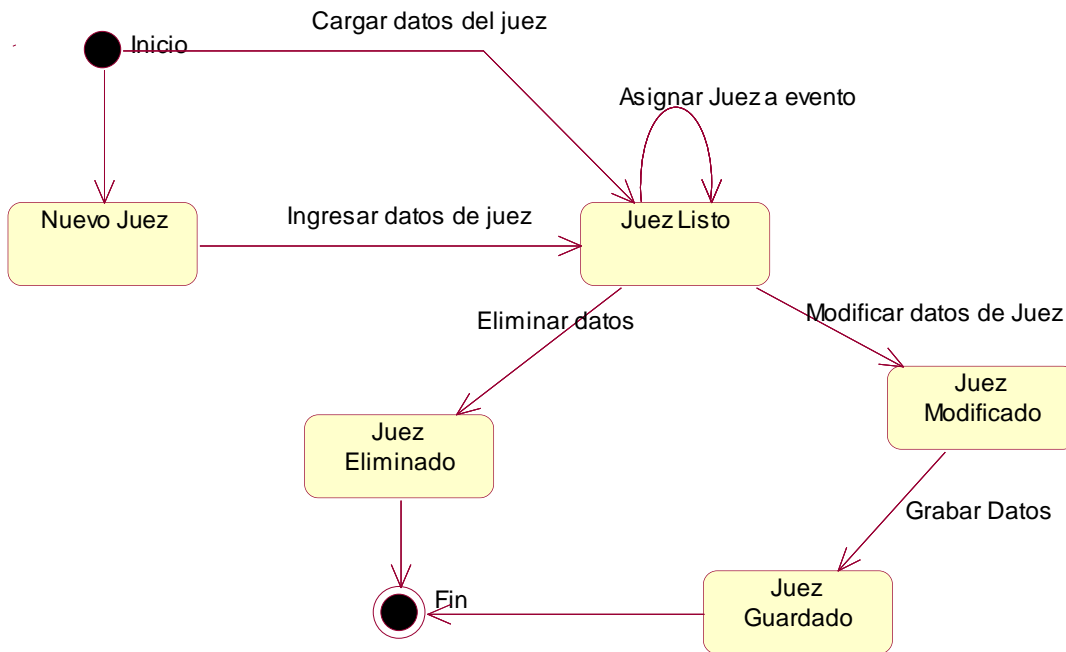 Cargar datos del juez
Inicio
Asignar Juez a evento
Nuevo Juez
Ingresar datos de juez
Juez Listo
Eliminar datos
Modificar datos de Juez
Juez
Modificado
Juez
Eliminado
Grabar Datos
Fin
Juez
Guardado